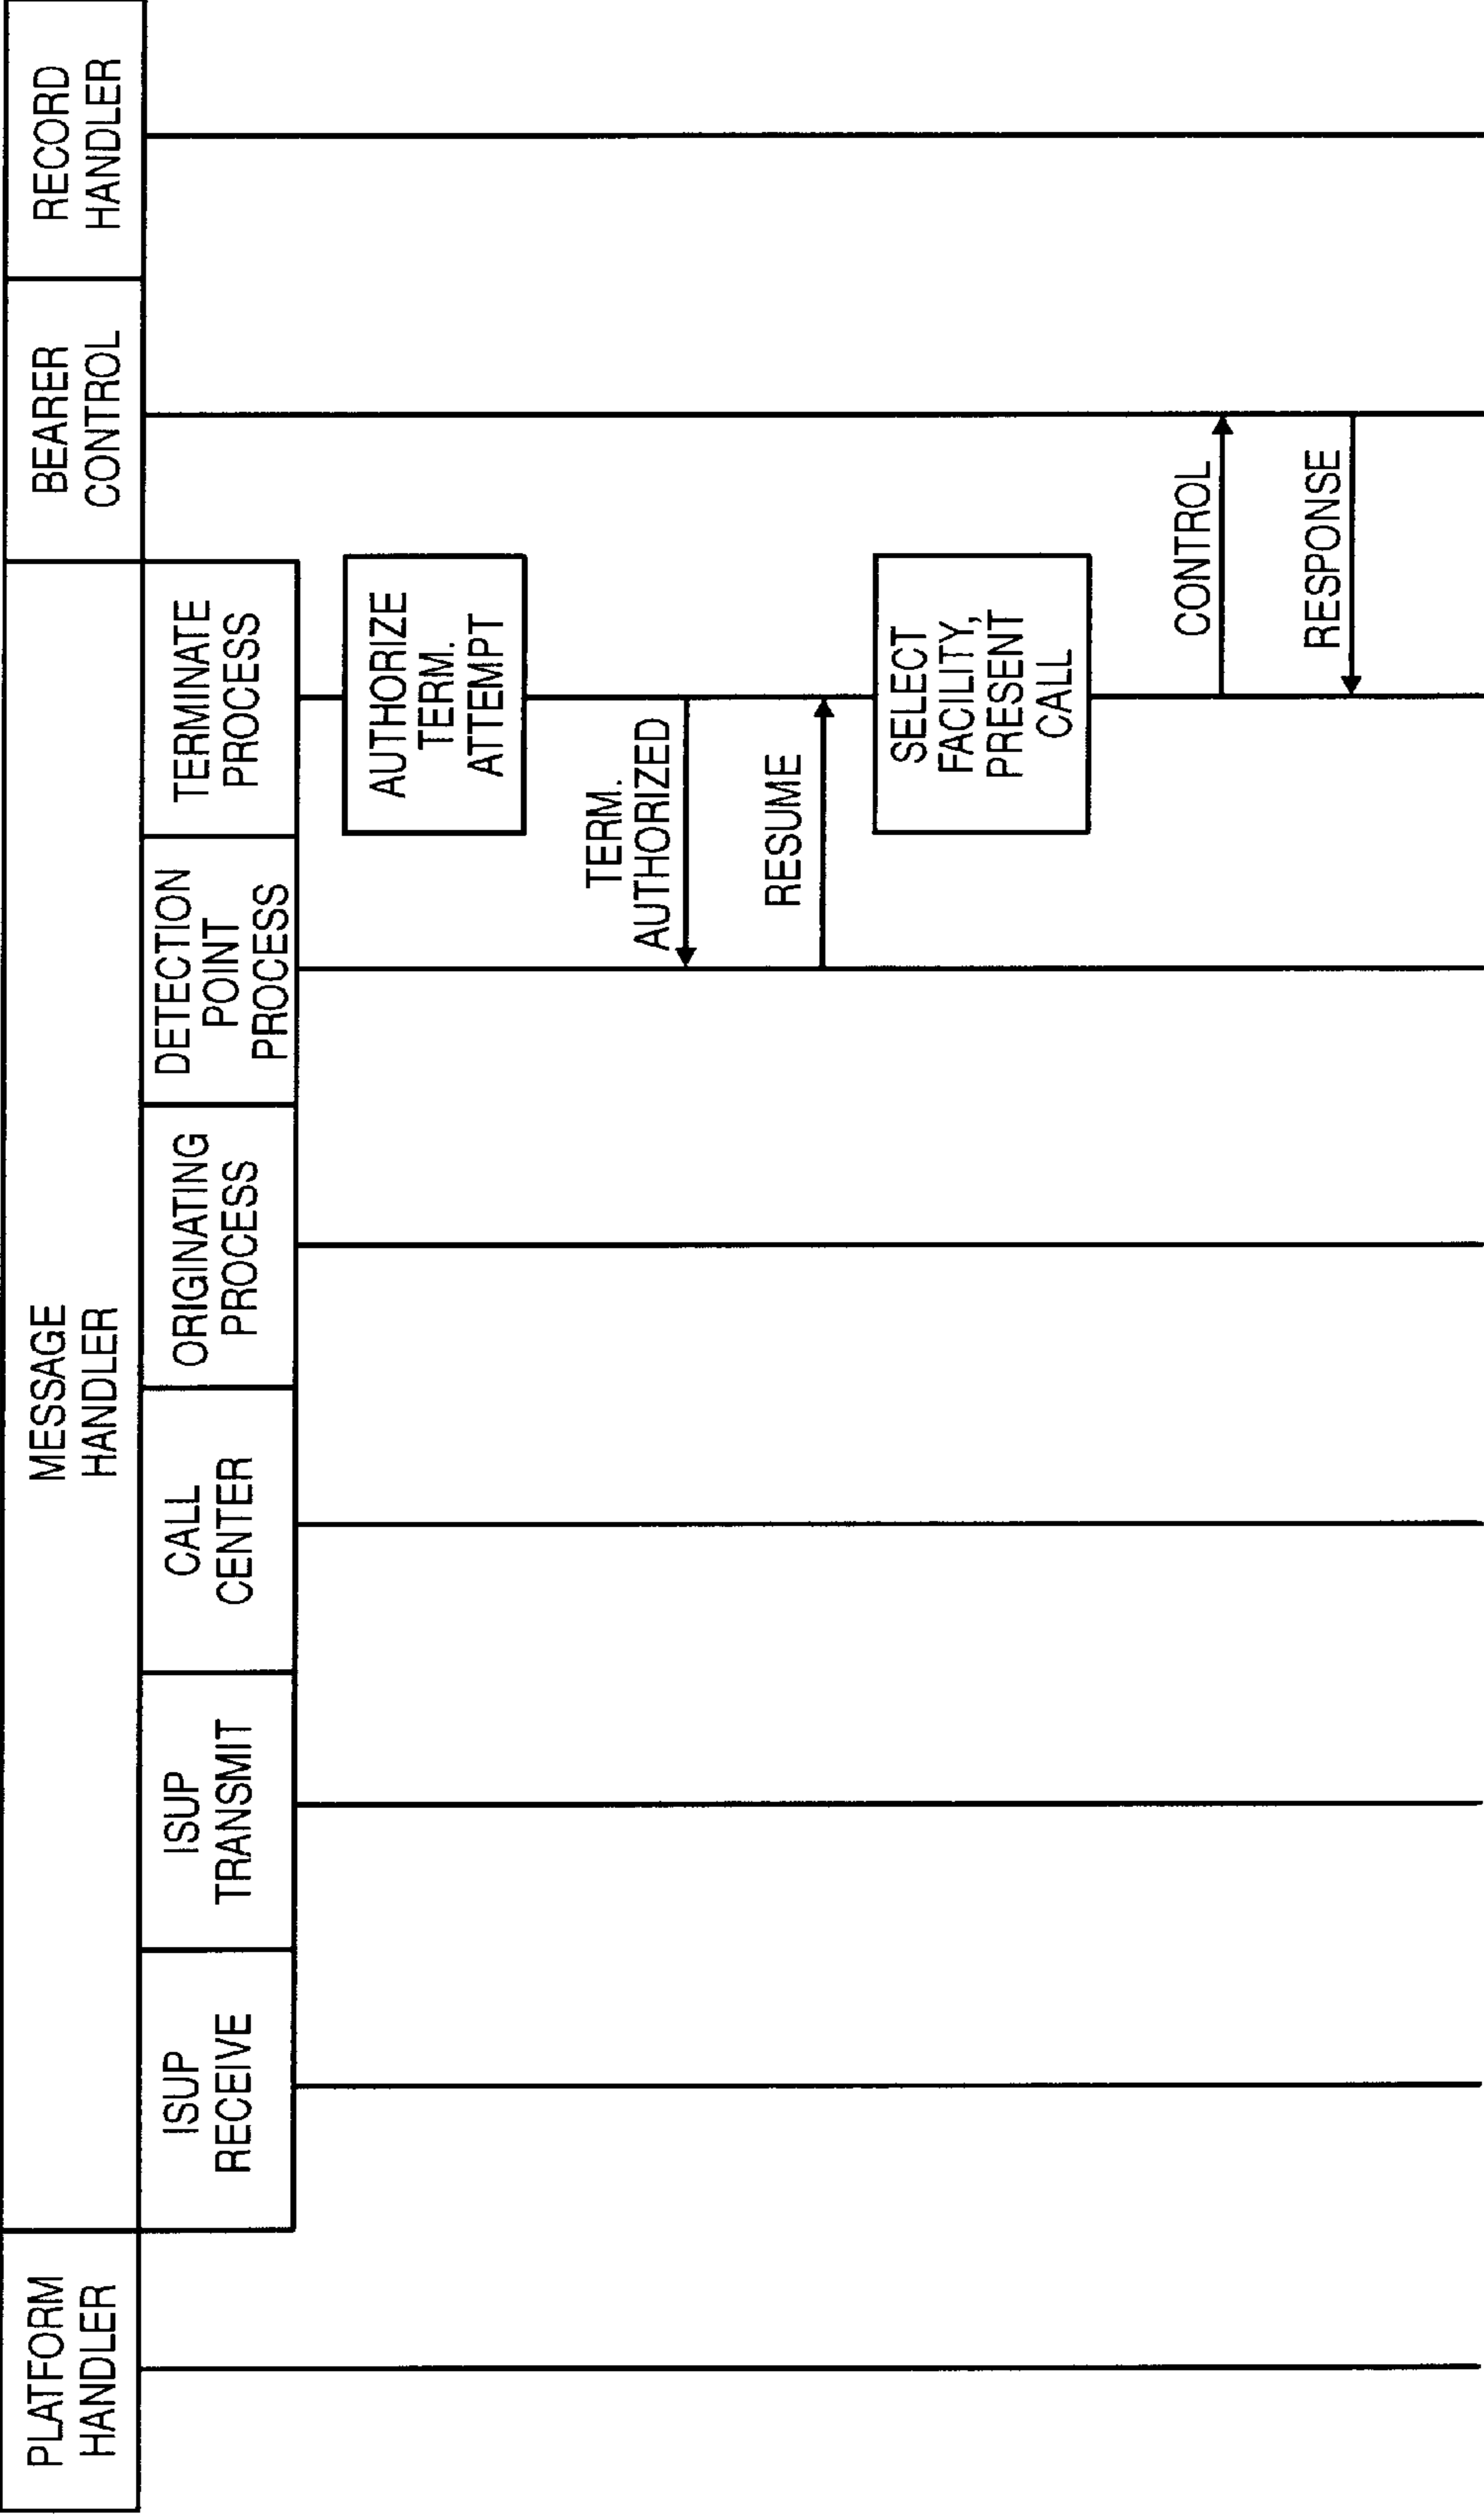 PLATFORM
HANDLER
MESSAGE
HANDLER
BEARER
CONTROL
RECORD
HANDLER
ISUP
RECEIVE
ISUP
TRANSMIT
CALL
CENTER
ORIGINATING
PROCESS
DETECTION
POINT
PROCESS
TERMINATE
PROCESS
AUTHORIZE
TERM.
ATTEMPT
TERM.
AUTHORIZED
RESUME
SELECT
FACILITY,
PRESENT
CALL
CONTROL
RESPONSE